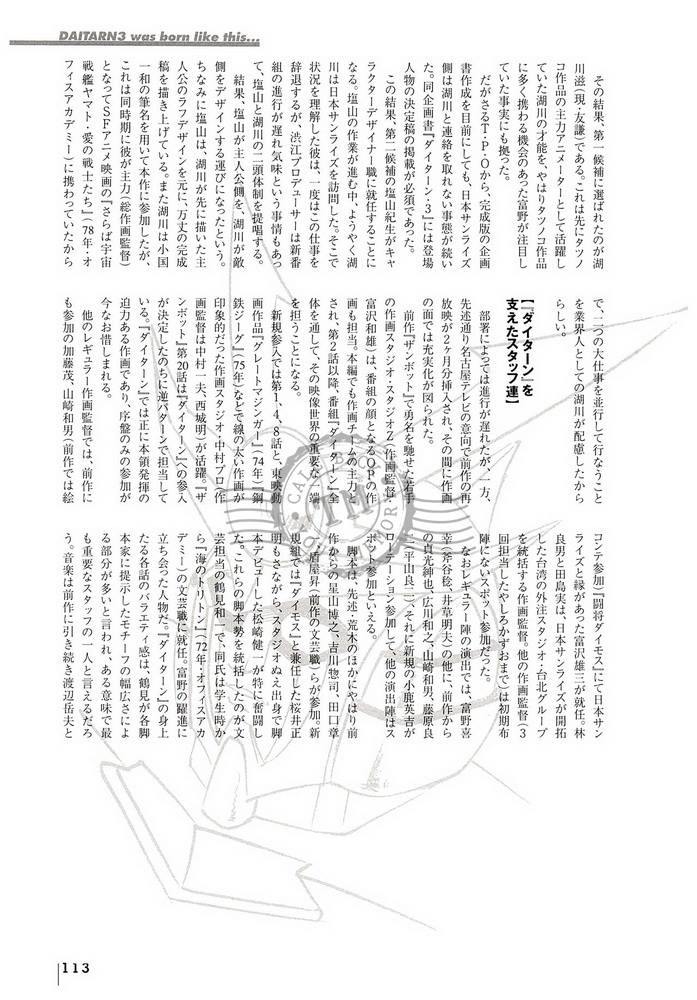 DAITARN3 was born like this...
その結果、第一候補に選ばれたのが湖
川滋(現・友謙)である。これは先にタツノ
コ作品の主力アニメーターとして活躍し
ていた湖川の才能を、やはりタツノコ作品
に多く携わる機会のあった富野が注目し
ていた事実にも拠った。
だがさるT・P・Oから、完成版の企画
書作成を目前にしても、日本サンライズ
側は湖川と連絡を取れない事態が続い
た。同企画書『ダイターン・3』には登場
人物の決定稿の掲載が必須であった。
この結果、第二候補の塩山紀生がキャ
ラクターデザイナー職に就任することに
なる。塩山の作業が進む中、ようやく湖
川は日本サンライズを訪問した。そこで
状況を理解した彼は、一度はこの仕事を
辞退するが、渋江プロデューサーは新番
組の進行が遅れ気味という事情もあっ
て、塩山と湖川の二頭体制を提唱する。
結果、塩山が主人公側を、湖川が敵
側をデザインする運びになったという。
ちなみに塩山は、湖川が先に描いた主
人公のラフデザインを元に、万丈の完成
稿を描き上げている。また湖川は小国
一和の筆名を用いて本作に参加したが、
これは同時期に彼が主力(総作画監督)
となってSFアニメ映画の『さらば宇宙
戦艦ヤマト・愛の戦士たち』(78年・オ
フィスアカデミー)に携わっていたから
で、二つの大仕事を並行して行なうこと
を業界人としての湖川が配慮したから
らしい。
【『ダイターン』を
支えたスタッフ連】
部署によっては進行が遅れたが、一方、
先述通り名古屋テレビの意向で前作の再
放映が2ヶ月分挿入され、その間に作画
の面では充実化が図られた。
前作『ザンボット』で勇名を馳せた若手
の作画スタジオ・スタジオZ(作画監督
富沢和雄)は、番組の顔となるOPの作
画も担当。本編でも作画チームの主力と
され、第2話以降、番組『ダイターン』全
体を通して、その映像世界の重要な一端
を担うことになる。
新規参入では第1、4、8話と、東映動
画作品『グレートマジンガー』(74年)『鋼
鉄ジーグ』(75年)などで線の太い作画が
印象的だった作画スタジオ・中村プロ(作
画監督は中村一夫、西城明)が活躍。『ザ
ンボット』第20話は『ダイターン』への参入
が決定したのちに逆パターンで担当して
いる。『ダイターン』では正に本領発揮の
迫力ある作画であり、序盤のみの参加が
今なお惜しまれる。
他のレギュラー作画監督では、前作に
も参加の加藤茂、山崎和男(前作では絵
コンテ参加)『闘将ダイモス』にて日本サン
ライズと縁があった富沢雄三が就任。林
良男と田島実は、日本サンライズが開拓
した台湾の外注スタジオ・台北グループ
を統括する作画監督。他の作画監督(3
回担当したやしろかずおまで)は初期布
陣にないスポット参加だった。
なおレギュラー陣の演出では、富野喜
幸(斧谷稔、井草明夫)の他に、前作から
の貞光紳也、広川和之、山崎和男、藤原良
二(平山良二)、それに新規の小鹿英吉が
ローテーション参加して、他の演出陣はス
ポット参加といえる。
脚本は、先述・荒木のほかにやはり前
作からの星山博之、吉川惣司、田口章
一、盾屋昇(前作の文芸職)らが参加。新
規組では『ダイモス』と兼任した桜井正
明もさながら、スタジオぬえ出身で脚
本デビューした松崎健一が特に奮闘し
た。これらの脚本勢を統括したのが文
芸担当の鶴見和一で、同氏は学生時か
ら『海のトリトン』(72年・オフィスアカ
デミー)の文芸職に就任。富野の躍進に
立ち会った人物だ。『ダイターン』の身上
たる各話のバラエティ感は、鶴見が各脚
本家に提示したモチーフの幅広さによ
る部分が多いと言われ、ある意味で最
も重要なスタッフの一人と言えるだろ
う。音楽は前作に引き続き渡辺岳夫と
113